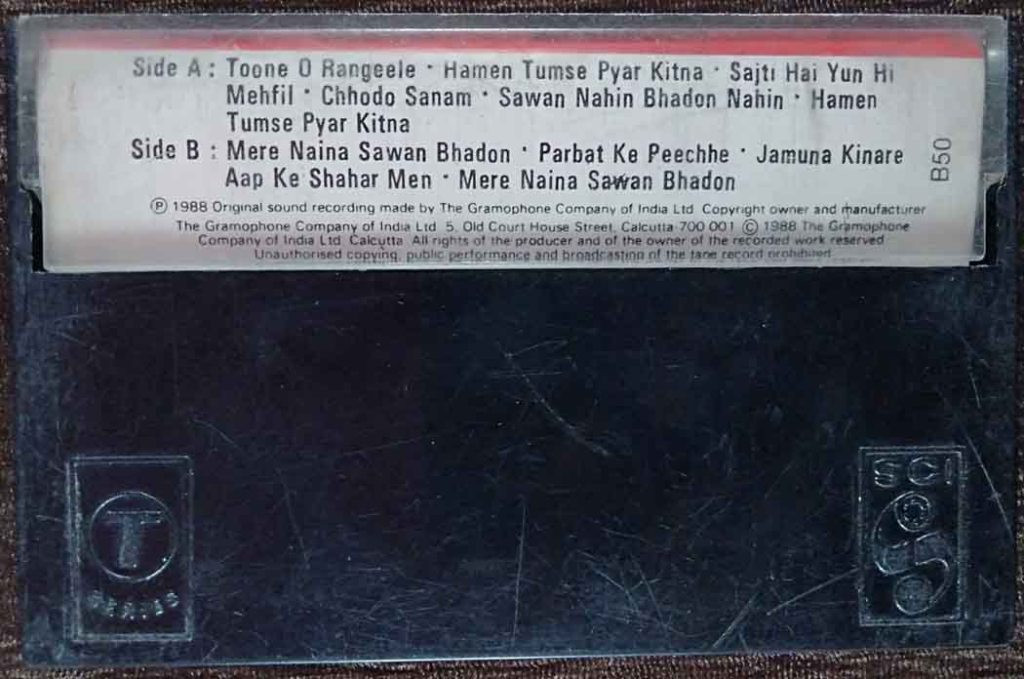 Side A : Toone O Rangeele · Hamen Tumse Pyar Kitna · Sajti Hai Yun Hi
Mehfil · Chhodo Sanam · Sawan Nahin Bhadon Nahin · Hamen
Tumse Pyar Kitna
Side B : Mere Naina Sawan Bhadon · Parbat Ke Peechhe · Jamuna Kinare
Aap Ke Shahar Men · Mere Naina Sawan Bhadon
B50
Ⓟ 1988 Original sound recording made by The Gramophone Company of India Ltd. Copyright owner and manufacturer
The Gramophone Company of India Ltd. 5, Old Court House Street, Calcutta-700 001 © 1988 The Gramophone
Company of India Ltd. Calcutta. All rights of the producer and of the owner of the recorded work reserved
Unauthorised copying, public performance and broadcasting of the tape record prohibited
T
SERIES
SCI